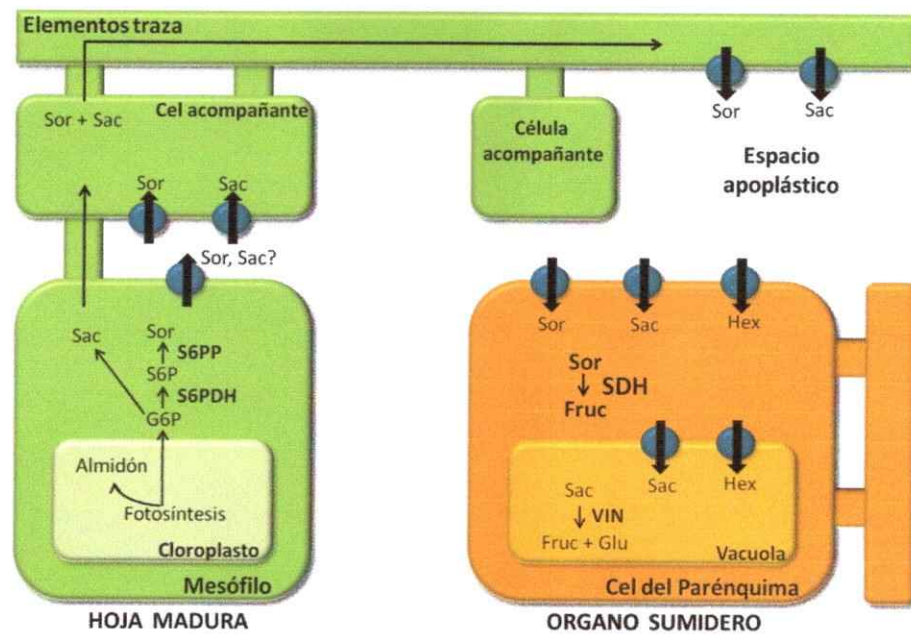 Elementos traza
Sor + Sac
Cel acompañante
Sor
Sac
Sor, Sac?
Sac
Sor
S6PP
S6P
S6PDH
G6P
Almidón
Fotosíntesis
Cloroplasto
Mesófilo
HOJA MADURA
Célula
acompañante
Sor
Sac
Espacio
apoplástico
Sor
Sac
Hex
Sor
SDH
Fruc
Sac
Hex
Sac
VIN
Fruc + Glu
Vacuola
Cel del Parénquima
ORGANO SUMIDERO